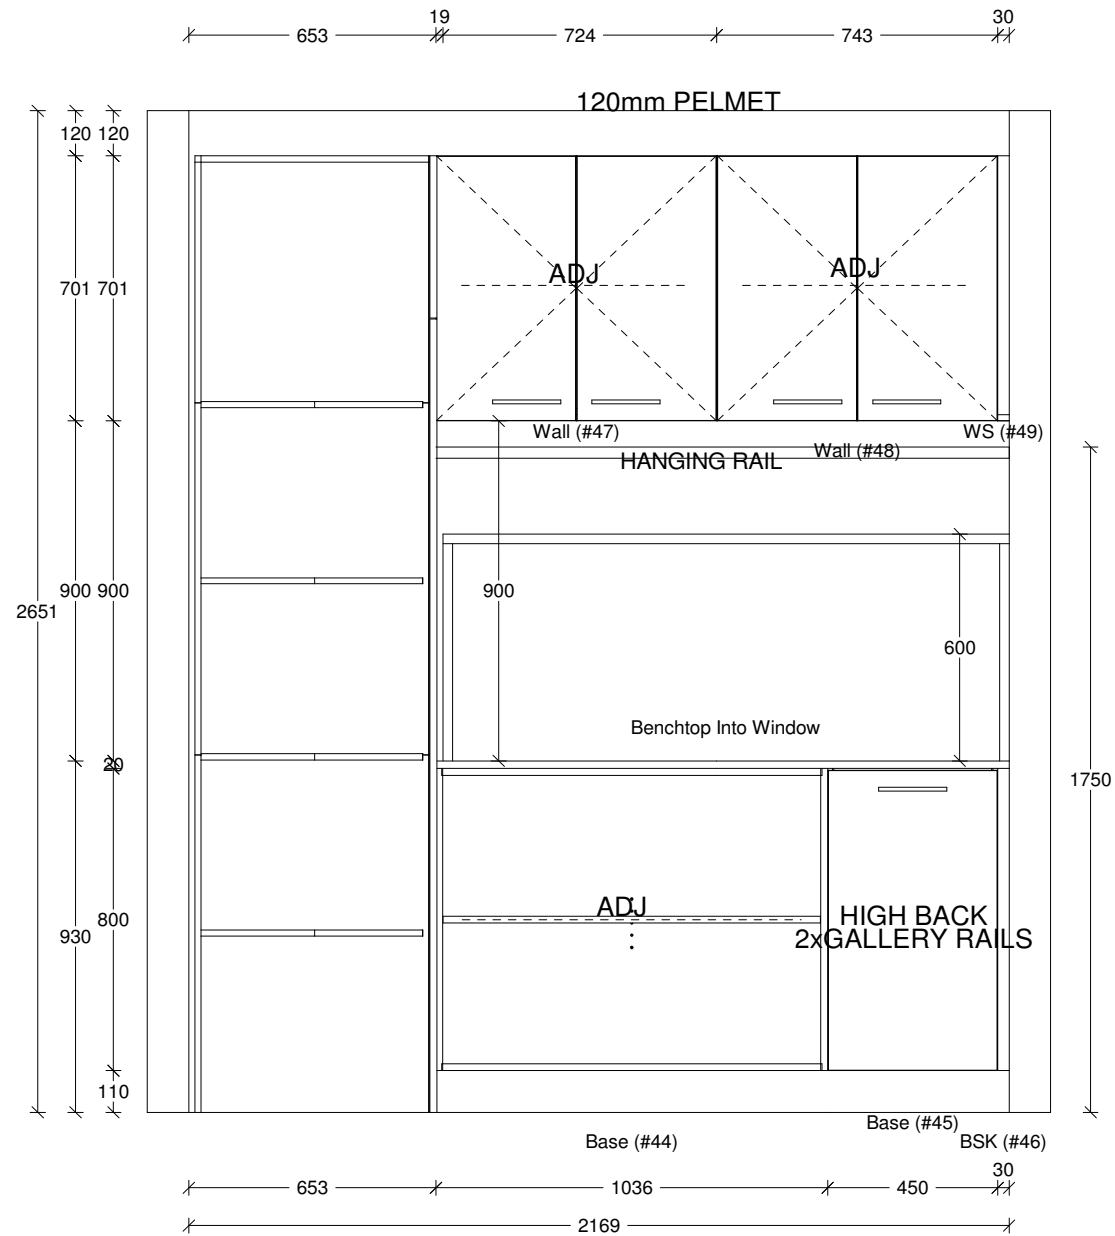 19 30
653 724 743
120mm PELMET
120 120
701 701
ADJ ADJ
Wall (#47) WS (#49)
Wall (#48)
HANGING RAIL
900 900 900
2651
600
Benchtop Into Window
20
1750
ADJ
800
HIGH BACK
930
2xGALLERY RAILS
110
Base (#45)
Base (#44) BSK (#46)
30
653 1036 450
2169